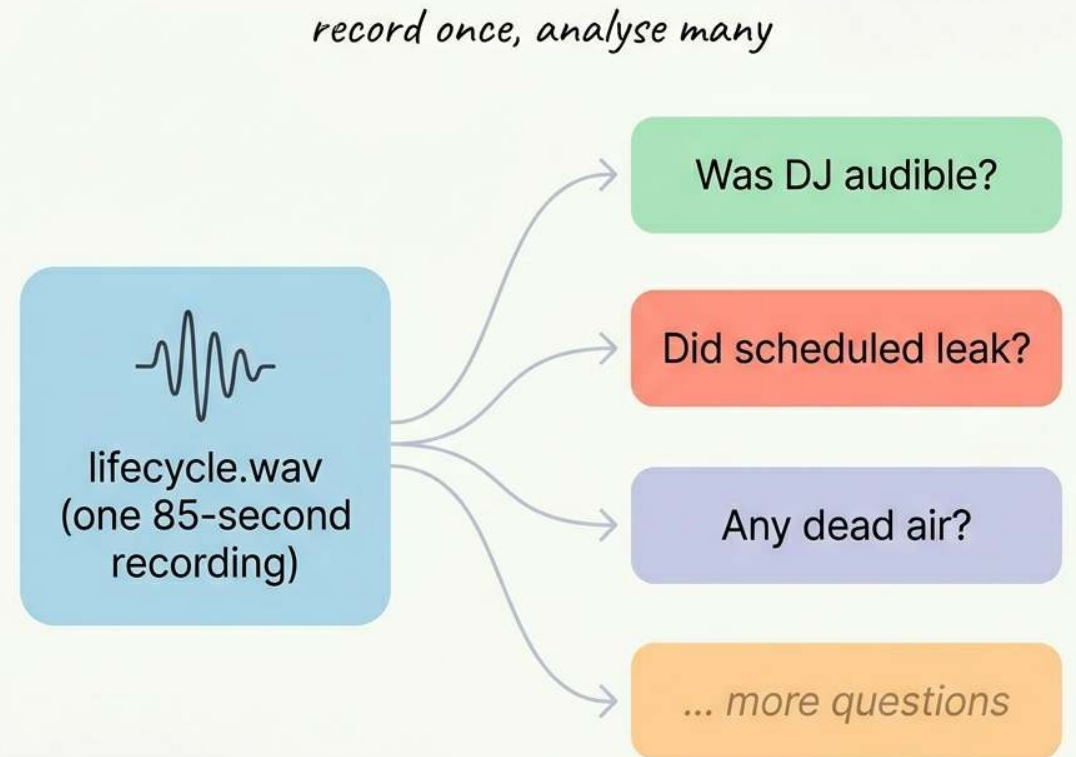 record once, analyse many
Was DJ audible?
Did scheduled leak?
lifecycle.wav
(one 85-second
recording)
Any dead air?
... more questions